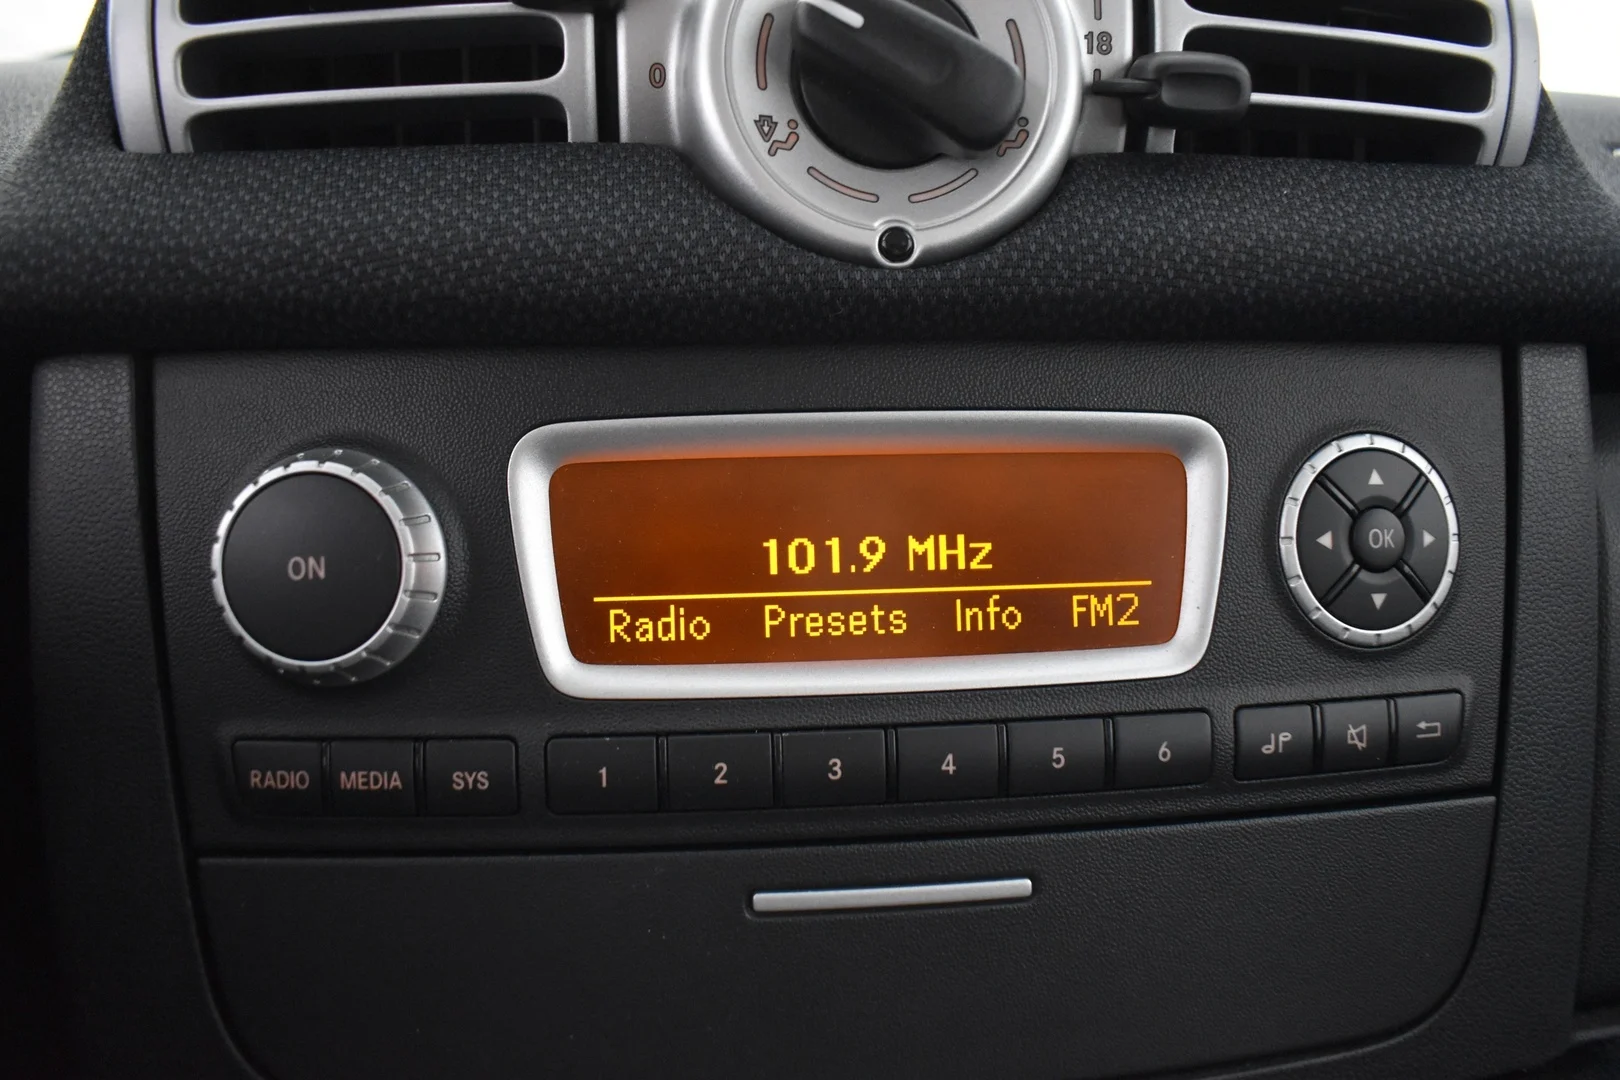 0
18
ON
101.9 MHz
Radio Presets Info FM2
OK
RADIO MEDIA SYS 1 2 3 4 5 6